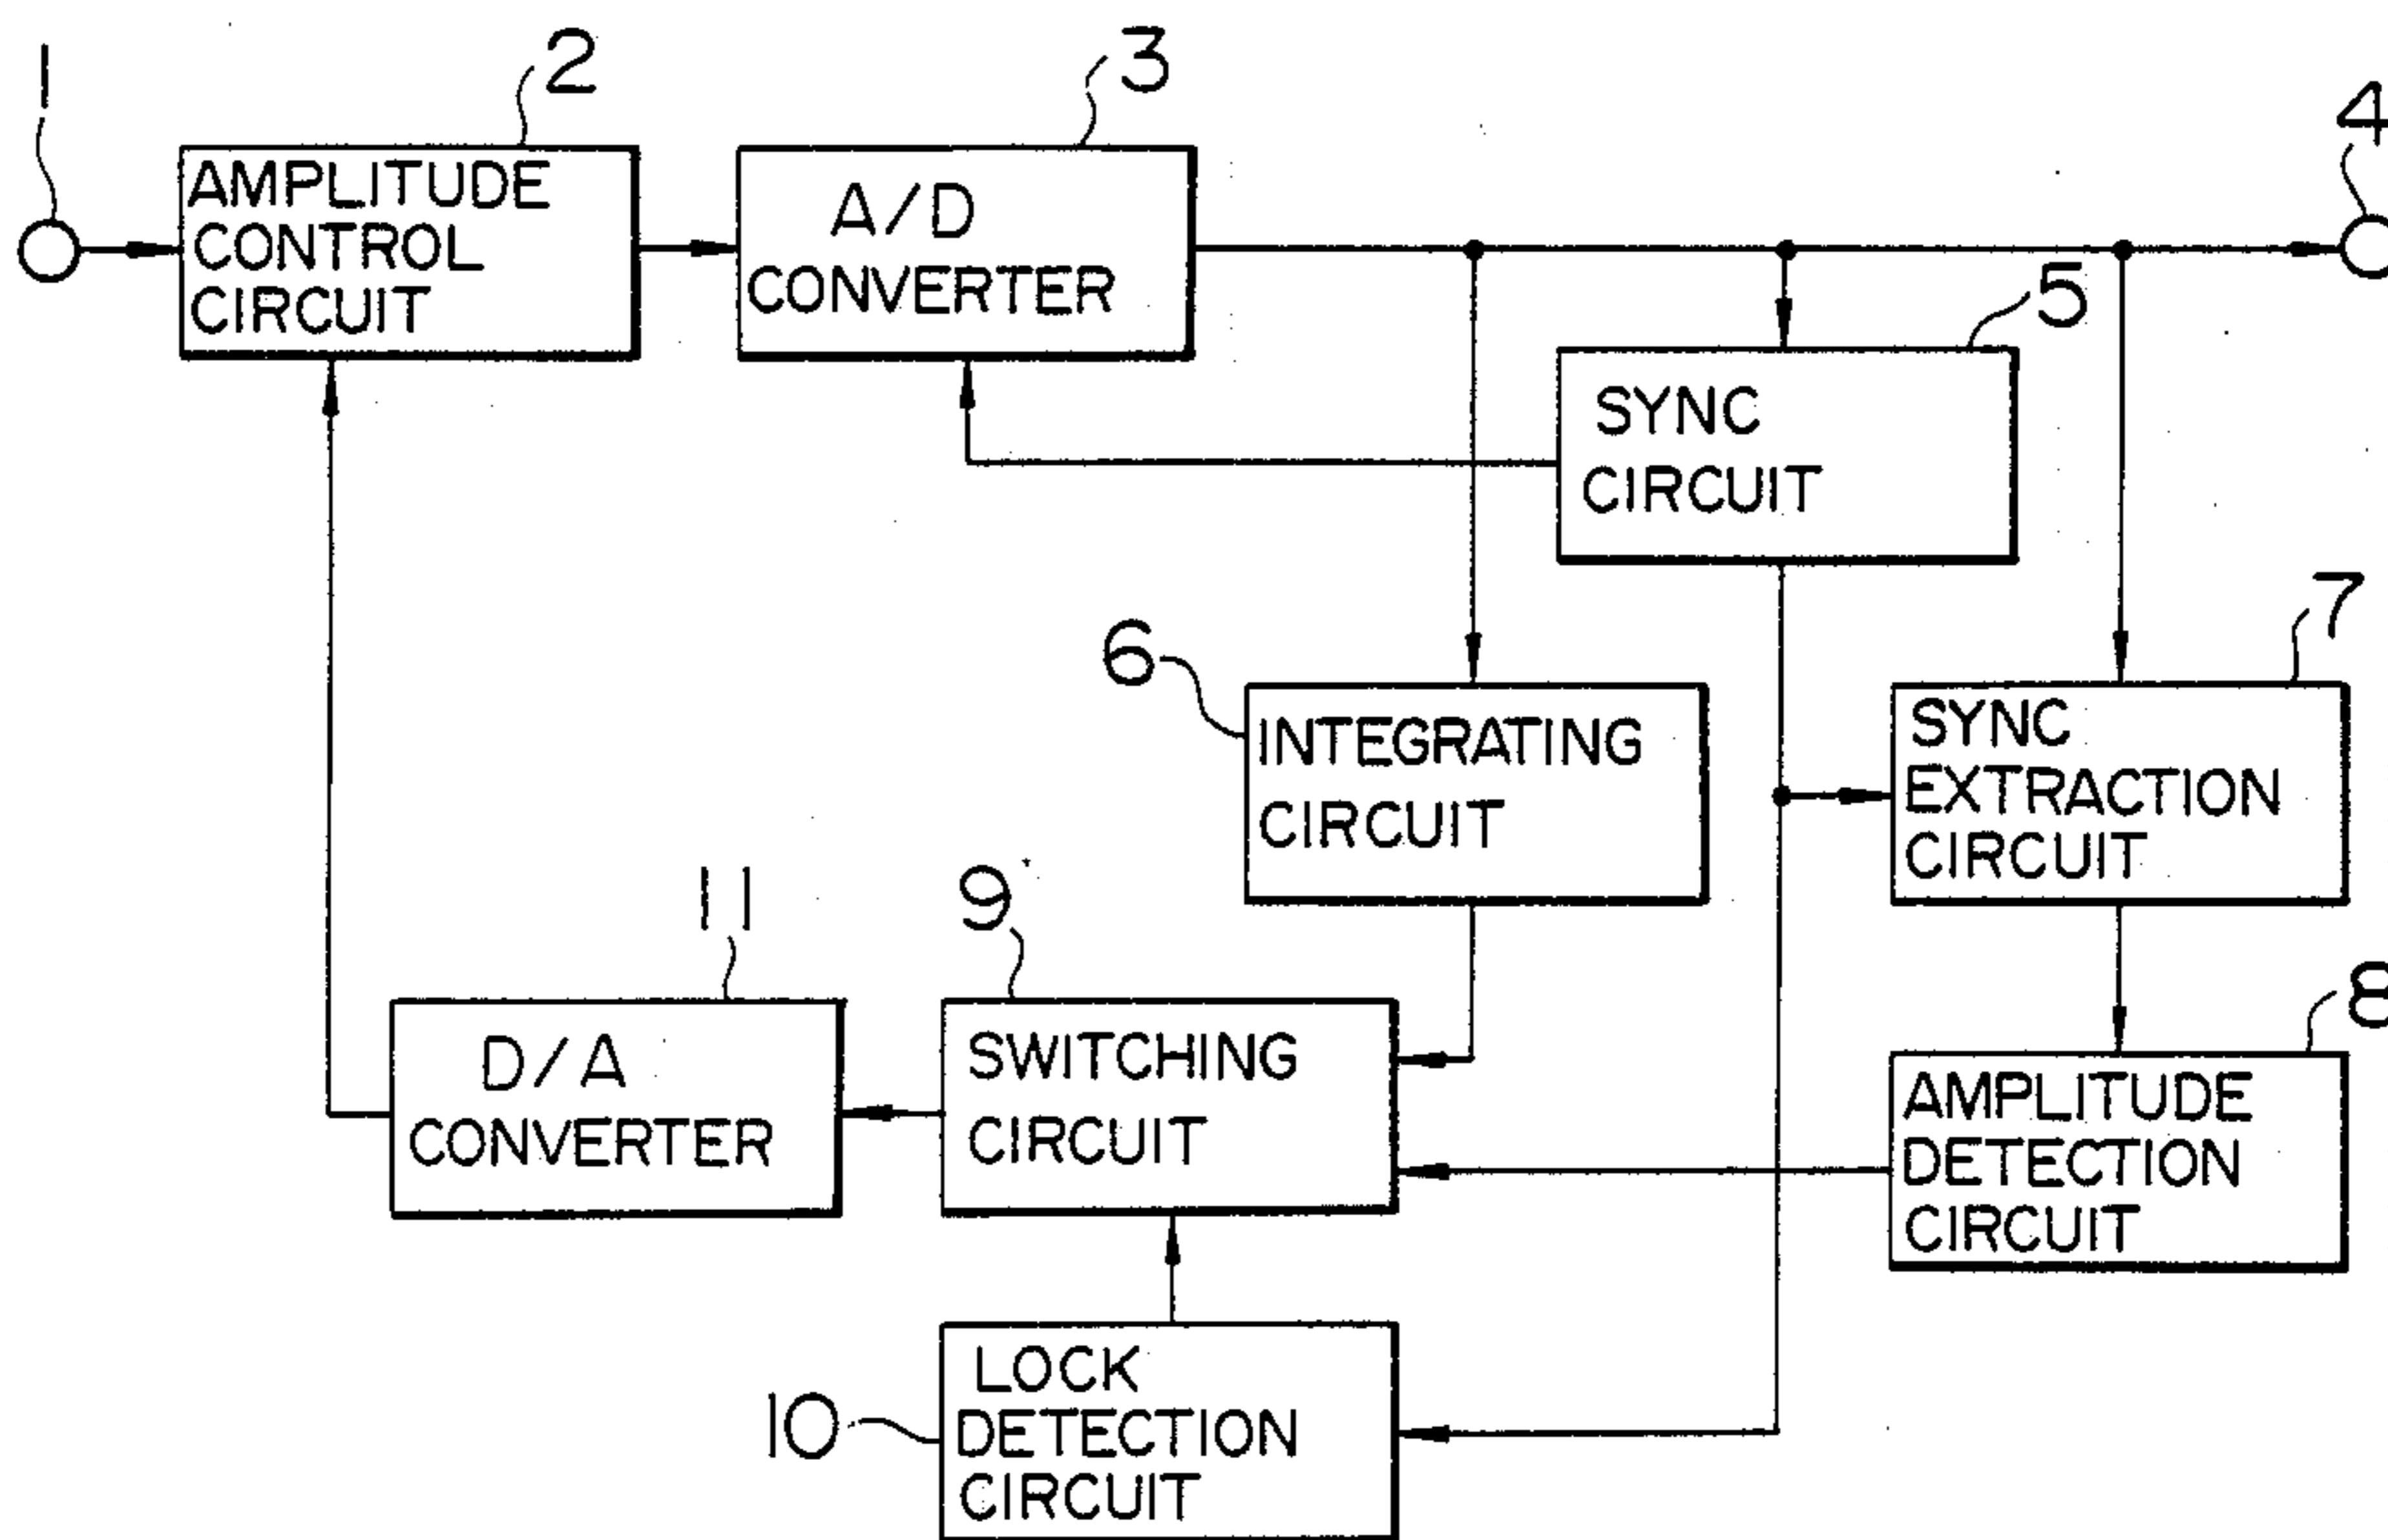 1
2
3
4
AMPLITUDE
CONTROL
CIRCUIT
A/D
CONVERTER
5
SYNC
CIRCUIT
6
INTEGRATING
CIRCUIT
7
SYNC
EXTRACTION
CIRCUIT
8
AMPLITUDE
DETECTION
CIRCUIT
9
SWITCHING
CIRCUIT
11
D/A
CONVERTER
10
LOCK
DETECTION
CIRCUIT